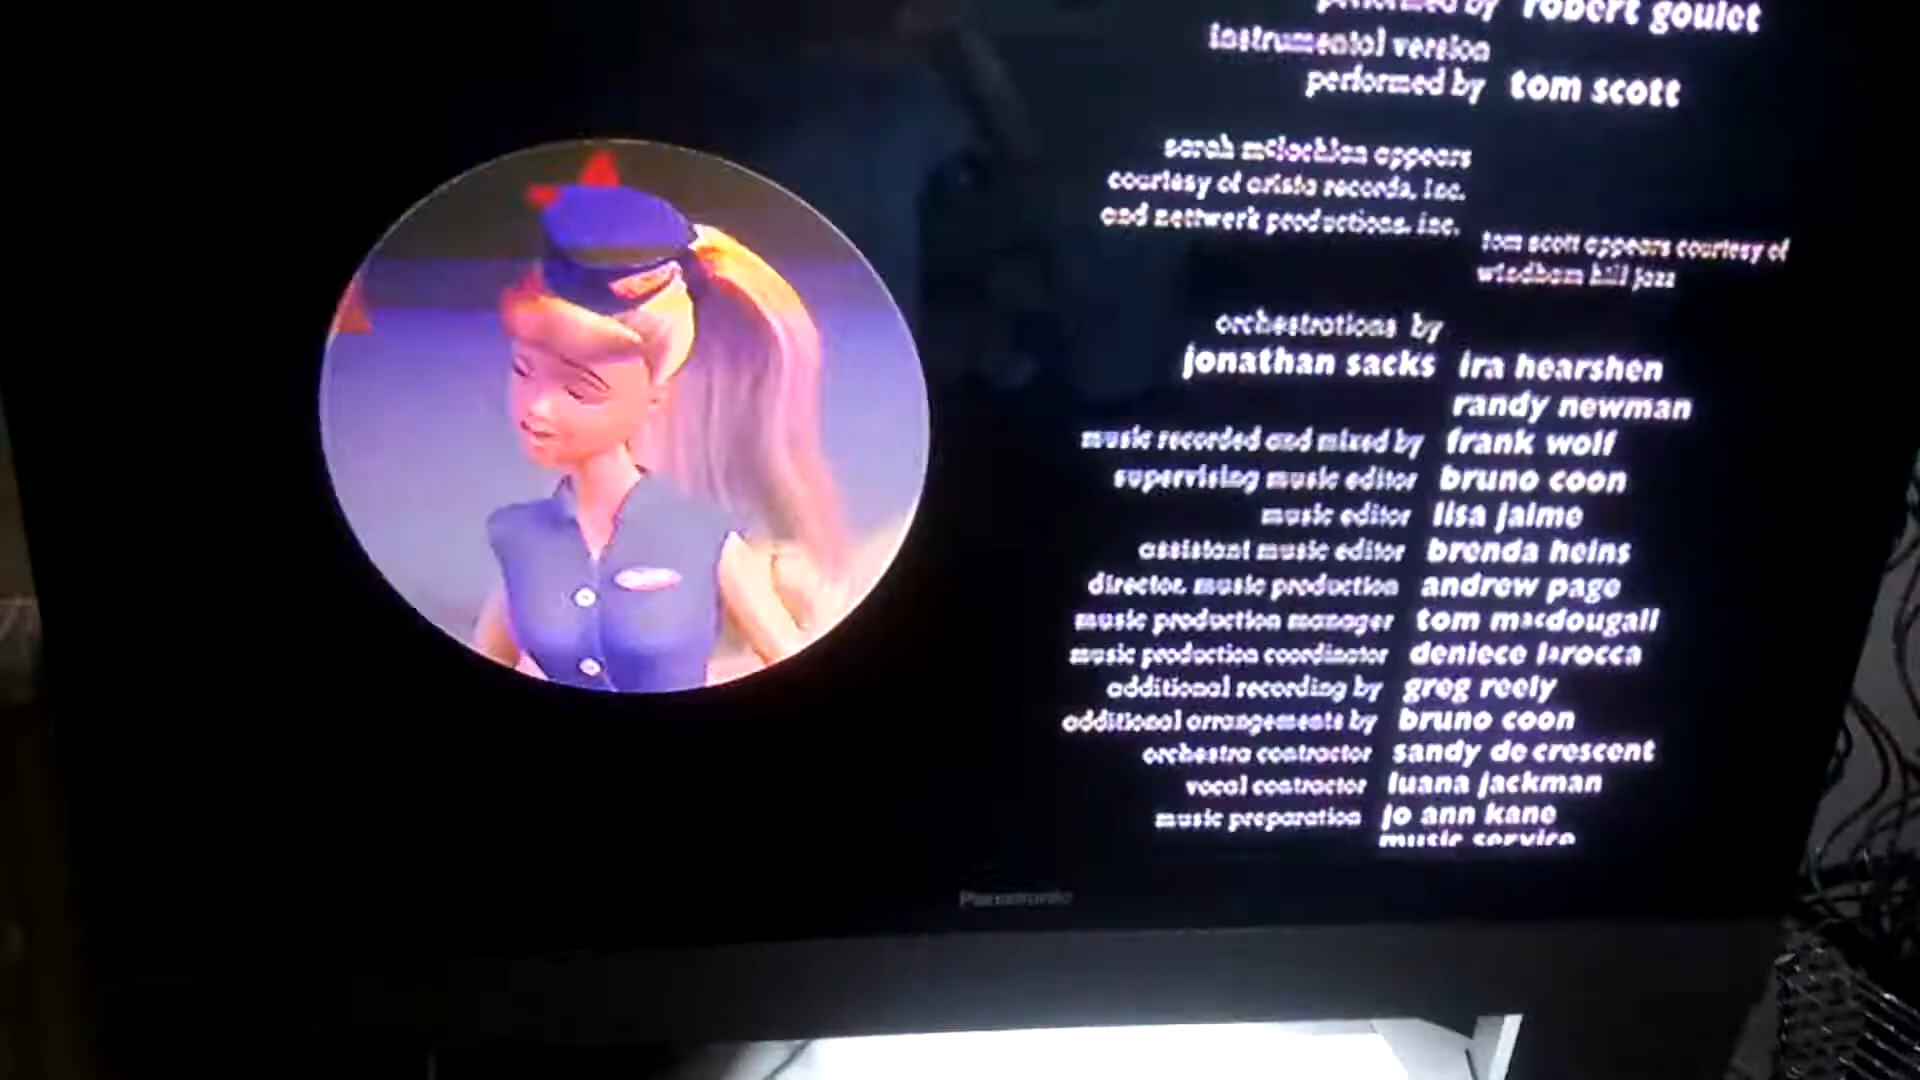 performed by robert goulet
instrumental version
performed by tom scott
sarah mclachlan appears
courtesy of arista records, inc.
and nettwerk productions, inc.
tom scott appears courtesy of
windham hill jazz
orchestrations by
jonathan sacks ira hearshen
randy newman
music recorded and mixed by frank wolf
supervising music editor bruno coon
music editor lisa jaime
assistant music editor brenda heins
director, music production andrew page
music production manager tom macdougall
music production coordinator deniece larocca
additional recording by greg reely
additional arrangements by bruno coon
orchestra contractor sandy de crescent
vocal contractor luana jackman
music preparation jo ann kane
music service
Panasonic